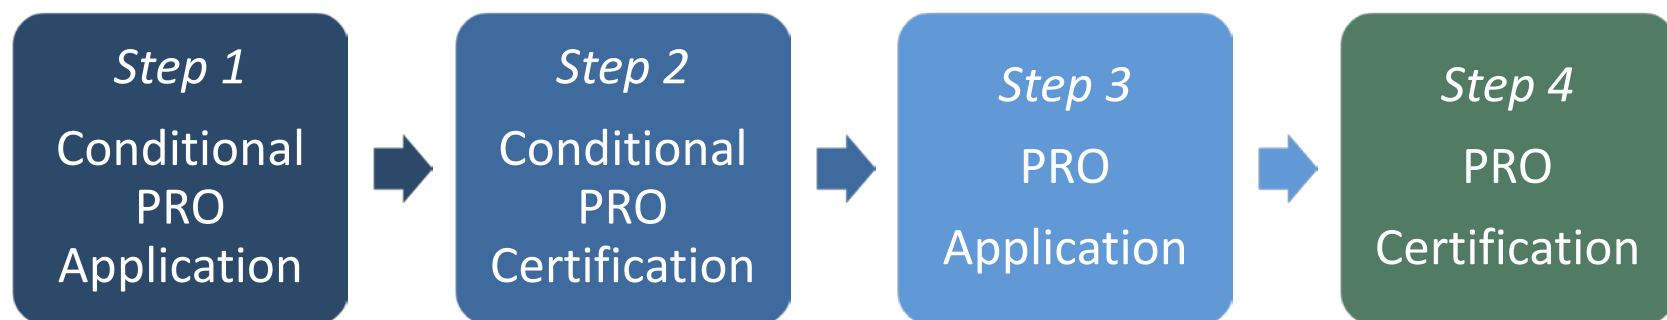 Step 1
Conditional
PRO
Application
Step 2
Conditional
PRO
Certification
Step 3
PRO
Application
Step 4
PRO
Certification